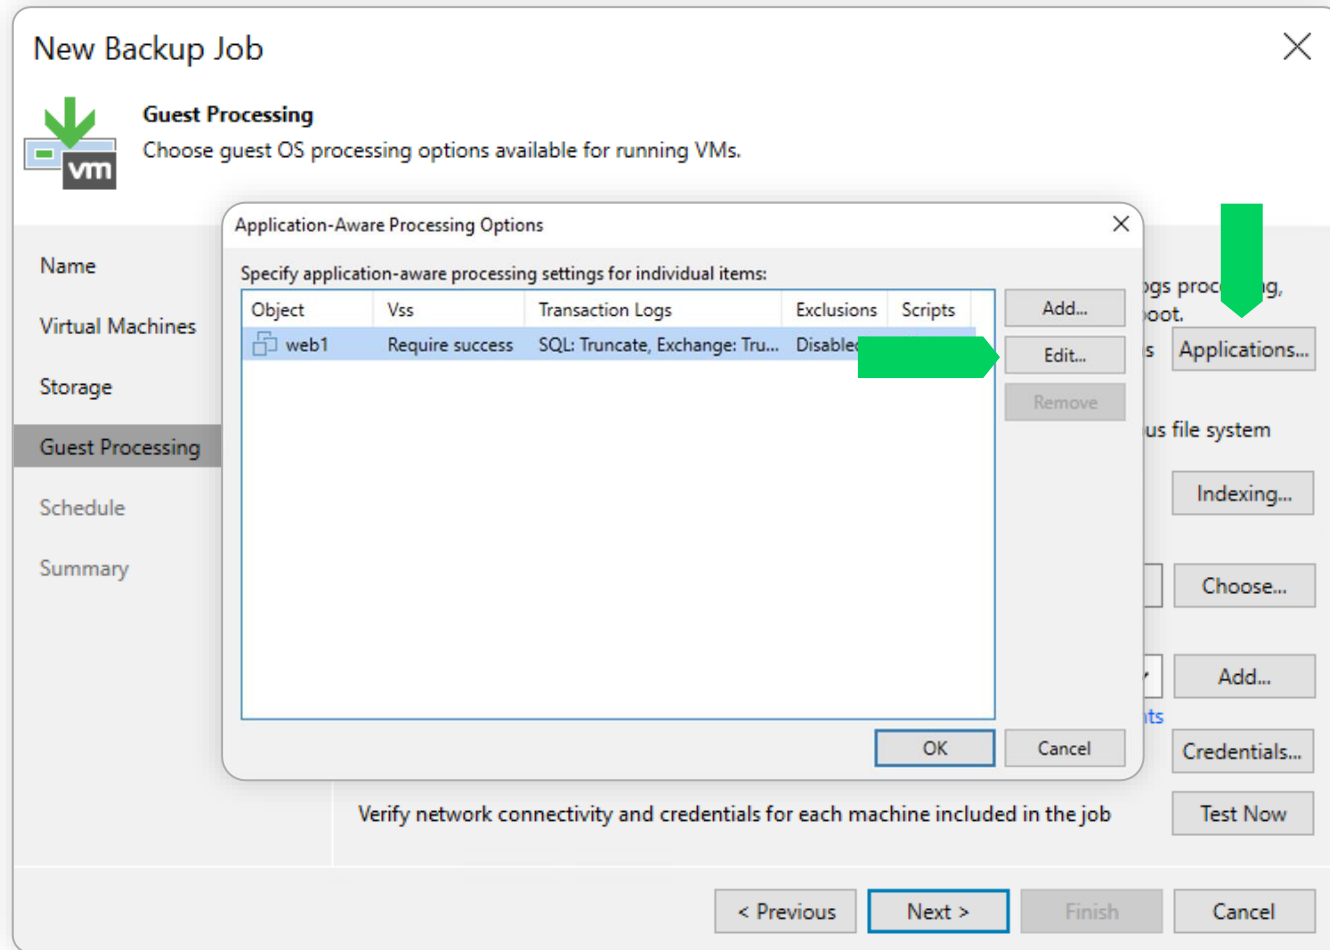 New Backup Job
vm
Guest Processing
Choose guest OS processing options available for running VMs.
Name
Virtual Machines
Storage
Guest Processing
Schedule
Summary
Application-Aware Processing Options
Specify application-aware processing settings for individual items:
Object Vss Transaction Logs Exclusions Scripts
web1 Require success SQL: Truncate, Exchange: Tru...
Add...
Edit...
Remove
OK Cancel
Applications...
us file system
Indexing...
Choose...
Add...
Credentials...
Verify network connectivity and credentials for each machine included in the job
Test Now
< Previous Next > Finish Cancel